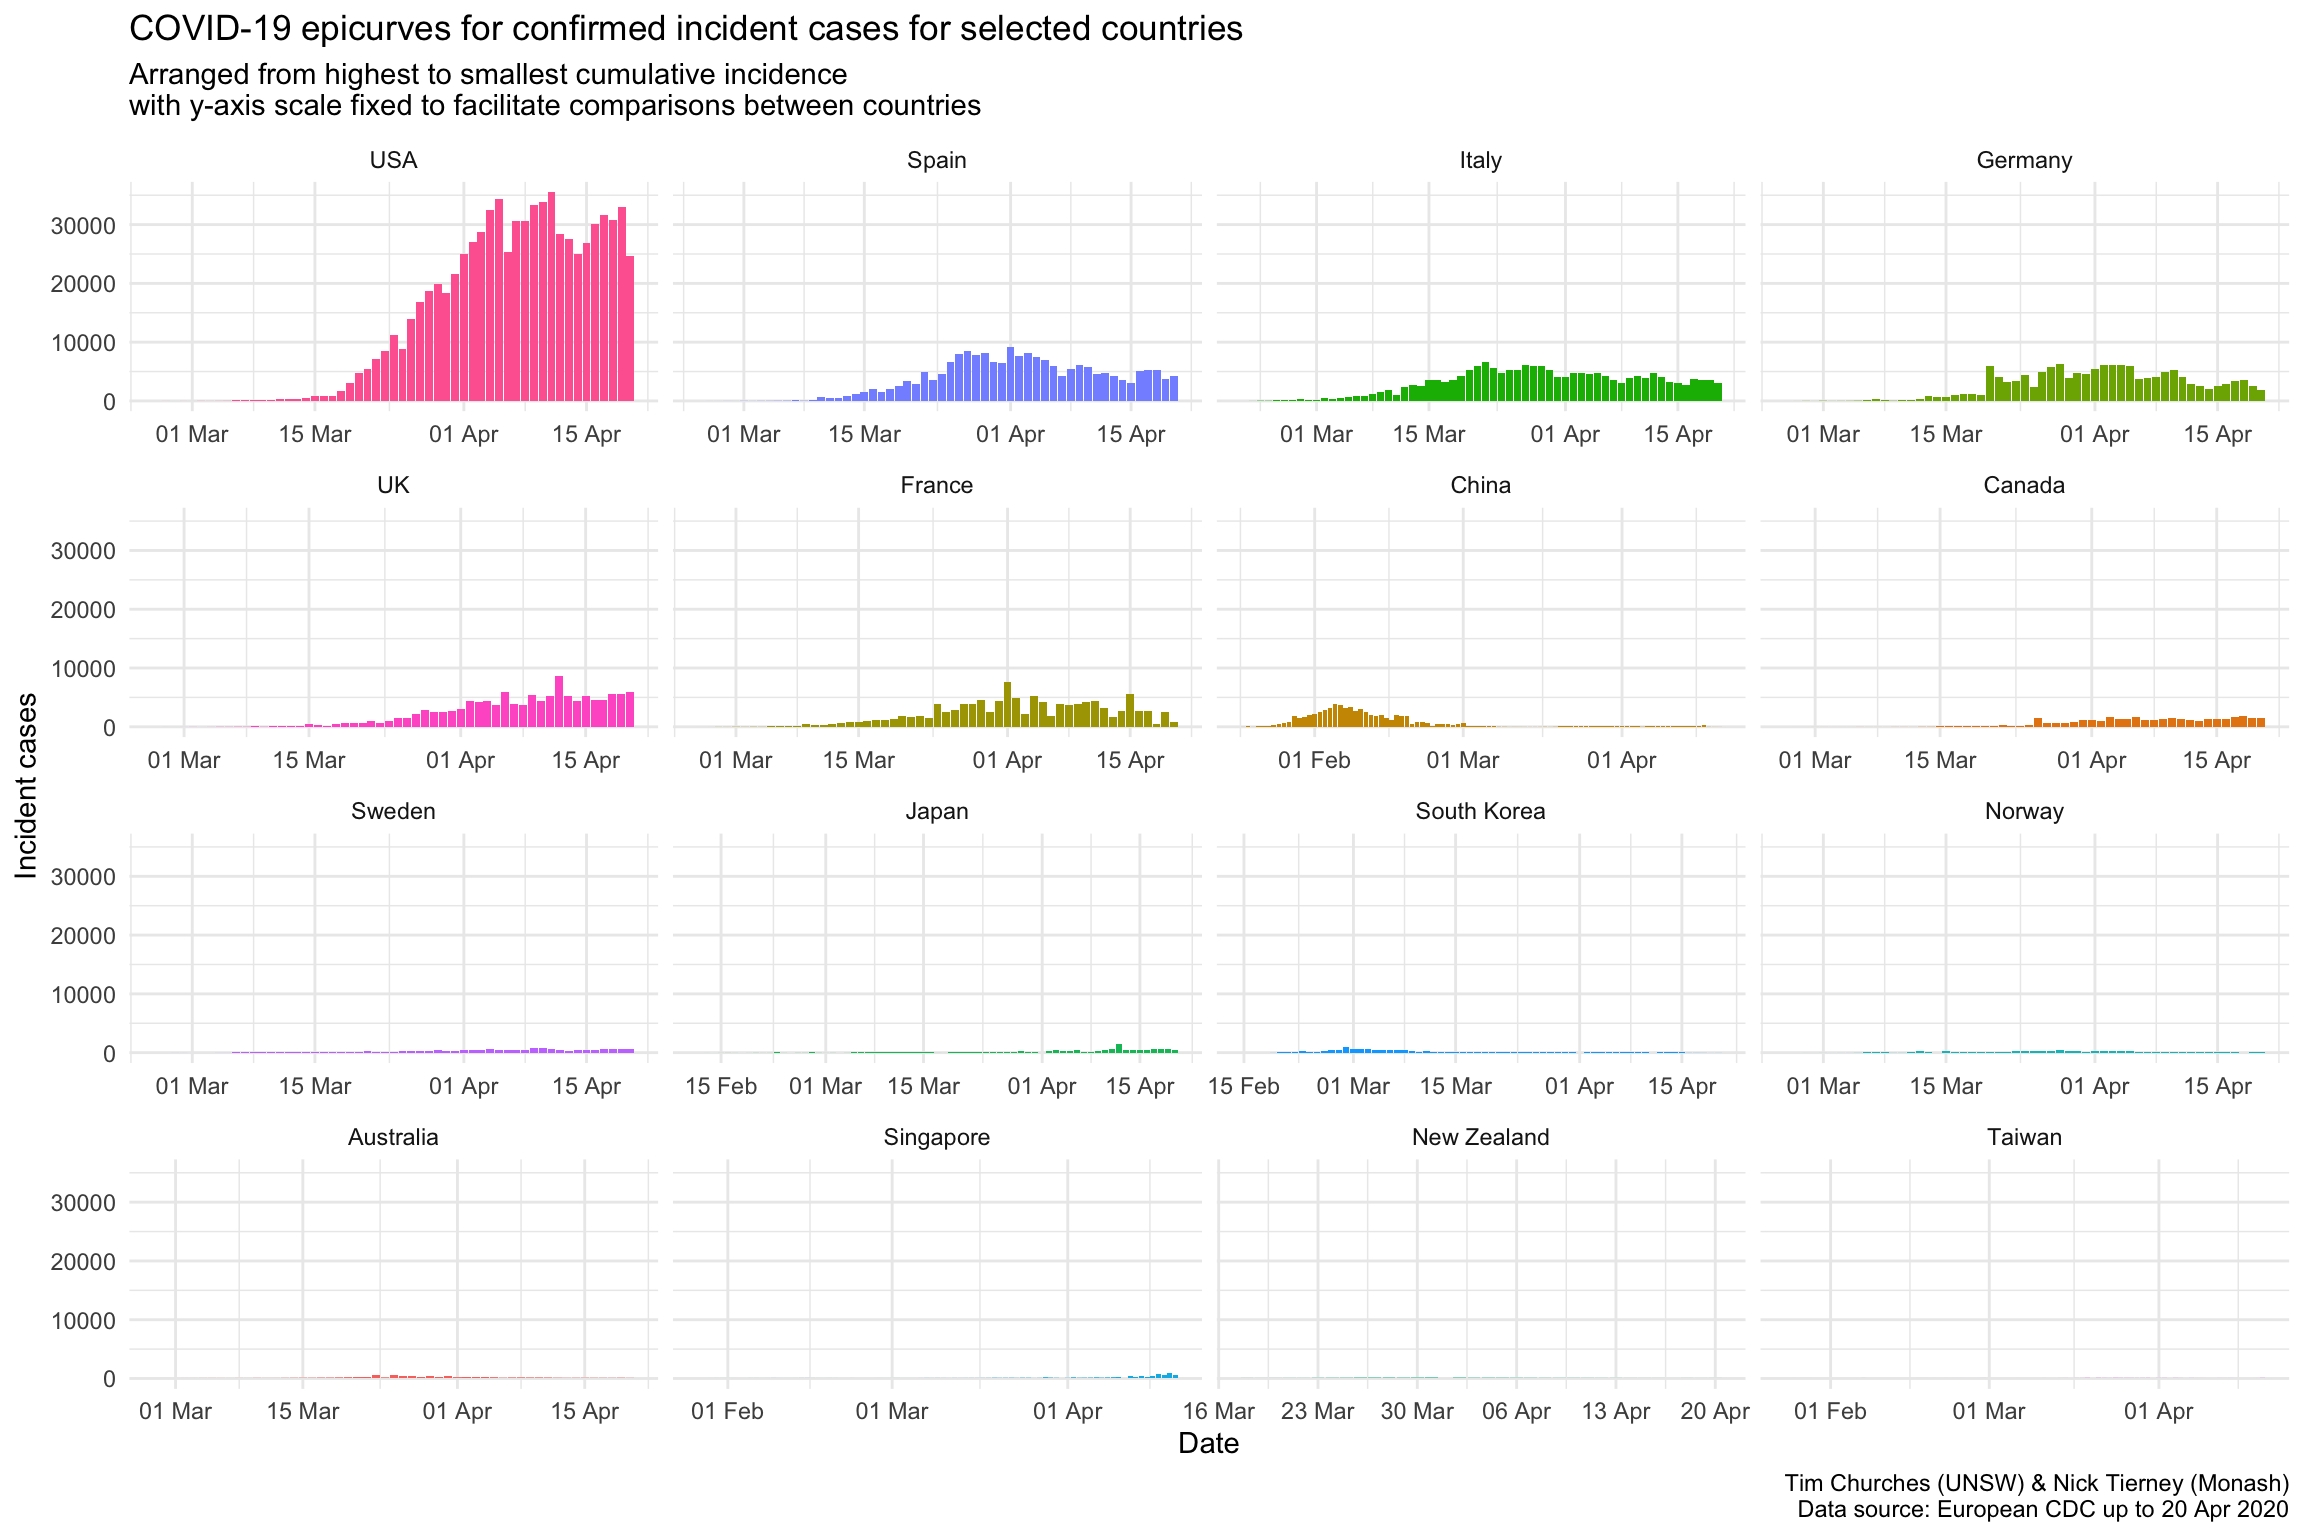 COVID-19 epicurves for confirmed incident cases for selected countries
Arranged from highest to smallest cumulative incidence
with y-axis scale fixed to facilitate comparisons between countries
USA
Spain
Italy
Germany
30000
20000
10000
0
01 Mar 15 Mar 01 Apr 15 Apr
01 Mar 15 Mar 01 Apr 15 Apr
01 Mar 15 Mar 01 Apr 15 Apr
01 Mar 15 Mar 01 Apr 15 Apr
UK
France
China
Canada
30000
20000
10000
0
01 Mar 15 Mar 01 Apr 15 Apr
01 Mar 15 Mar 01 Apr 15 Apr
01 Feb 01 Mar 01 Apr
01 Mar 15 Mar 01 Apr 15 Apr
Incident cases
Sweden
Japan
South Korea
Norway
30000
20000
10000
0
01 Mar 15 Mar 01 Apr 15 Apr
15 Feb 01 Mar 15 Mar 01 Apr 15 Apr
15 Feb 01 Mar 15 Mar 01 Apr 15 Apr
01 Mar 15 Mar 01 Apr 15 Apr
Australia
Singapore
New Zealand
Taiwan
30000
20000
10000
0
01 Mar 15 Mar 01 Apr 15 Apr
01 Feb 01 Mar 01 Apr
16 Mar 23 Mar 30 Mar 06 Apr 13 Apr 20 Apr
01 Feb 01 Mar 01 Apr
Date
Tim Churches (UNSW) & Nick Tierney (Monash)
Data source: European CDC up to 20 Apr 2020